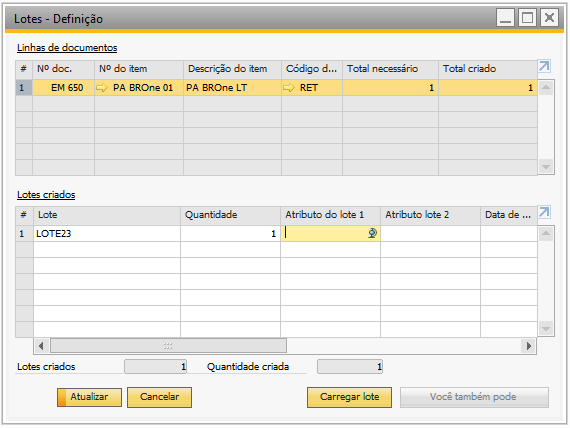 Lotes - Definição
Linhas de documentos
# Nº doc. Nº do item Descrição do item Código d... Total necessário Total criado
1 EM 650 PA BROne 01 PA BROne LT RET 1 1
Lotes criados
# Lote Quantidade Atributo do lote 1 Atributo lote 2 Data de ...
1 LOTE23 1
Lotes criados 1 Quantidade criada 1
Atualizar Cancelar Carregar lote Você também pode